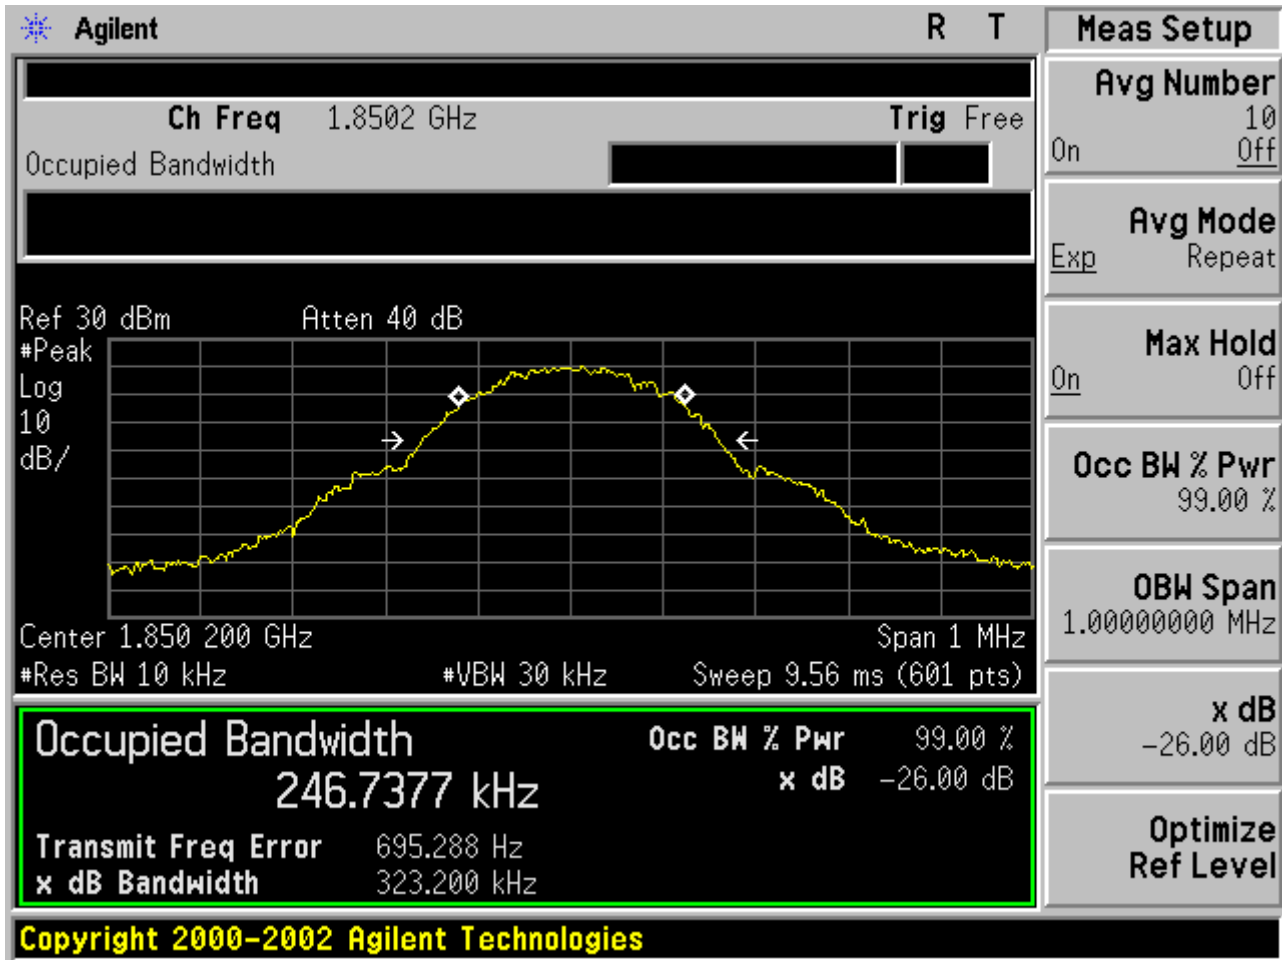 Agilent R T
Ch Freq 1.8502 GHz Trig Free
Occupied Bandwidth
Ref 30 dBm Atten 40 dB
#Peak
Log
10
dB/
Center 1.850 200 GHz Span 1 MHz
#Res BW 10 kHz #VBW 30 kHz Sweep 9.56 ms (601 pts)
Occupied Bandwidth Occ BW % Pwr 99.00 %
246.7377 kHz x dB -26.00 dB
Transmit Freq Error 695.288 Hz
x dB Bandwidth 323.200 kHz
Copyright 2000-2002 Agilent Technologies
Meas Setup
Avg Number
10
On Off
Avg Mode
Exp Repeat
Max Hold
On Off
Occ BW % Pwr
99.00 %
OBW Span
1.00000000 MHz
x dB
-26.00 dB
Optimize
Ref Level